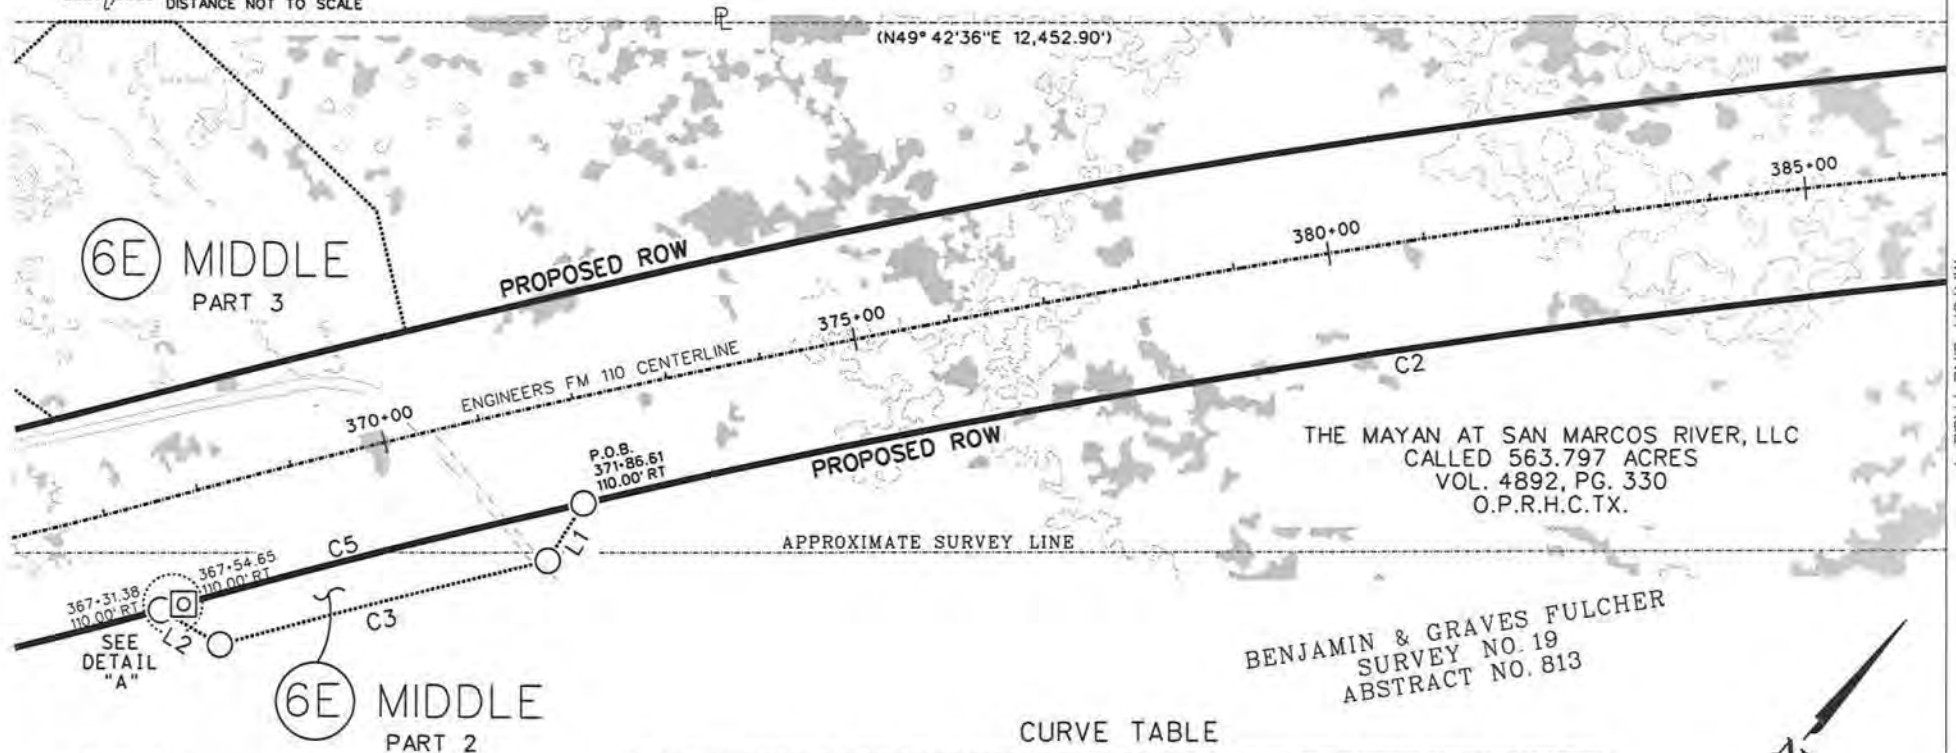 DISTANCE NOT TO SCALE
PL
(N49°42'36"E 12,452.90')
385+00
380+00
6E MIDDLE
PART 3
PROPOSED ROW
375+00
ENGINEERS FM 110 CENTERLINE
C2
370+00
P.O.B.
371+86.61
110.00' RT
PROPOSED ROW
THE MAYAN AT SAN MARCOS RIVER, LLC
CALLED 563.797 ACRES
VOL. 4892, PG. 330
O.P.R.H.C.TX.
C5
L1
APPROXIMATE SURVEY LINE
367+54.65
110.00' RT
367+31.38
110.00' RT
L2
C3
SEE
DETAIL
"A"
BENJAMIN & GRAVES FULCHER
SURVEY NO. 19
ABSTRACT NO. 813
6E MIDDLE
PART 2
CURVE TABLE